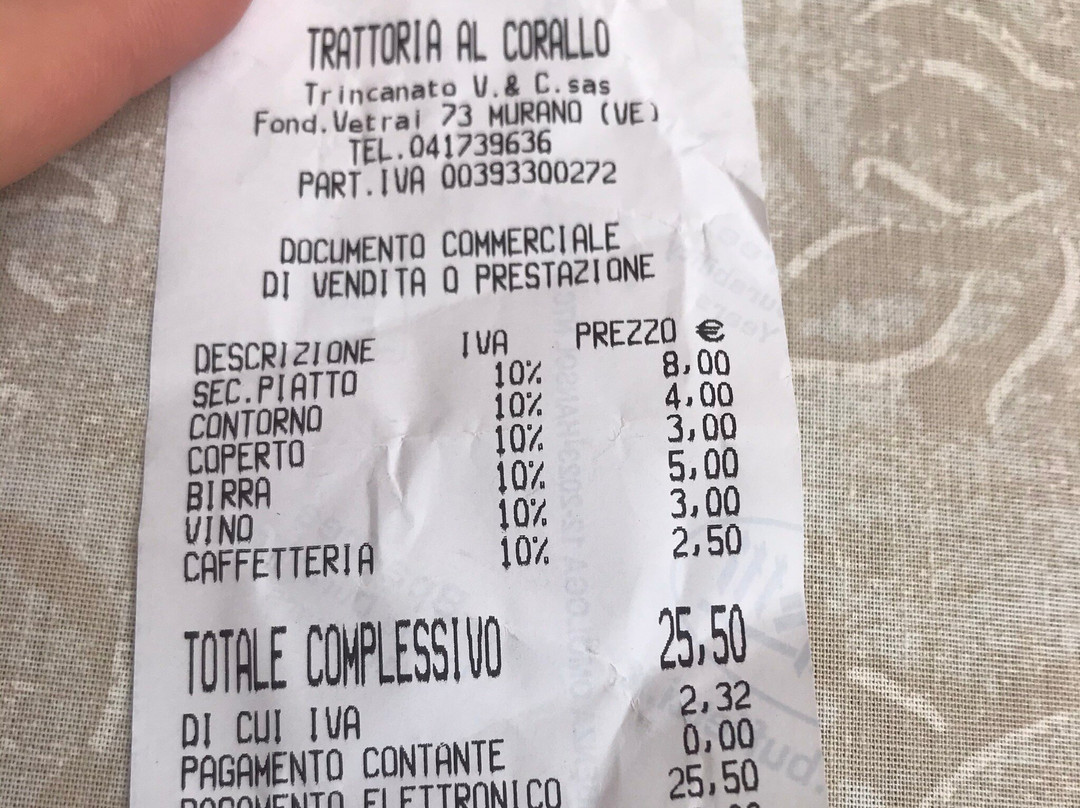 TRATTORIA AL CORALLO
Trincanato V.& C.sas
Fond.Vetrai 73 MURANO (VE)
TEL.041739636
PART.IVA 00393300272
DOCUMENTO COMMERCIALE
DI VENDITA O PRESTAZIONE
DESCRIZIONE IVA PREZZO €
SEC.PIATTO 10% 8,00
CONTORNO 10% 4,00
COPERTO 10% 3,00
BIRRA 10% 5,00
VINO 10% 3,00
CAFFETTERIA 10% 2,50
TOTALE COMPLESSIVO 25,50
DI CUI IVA 2,32
PAGAMENTO CONTANTE 0,00
PAGAMENTO ELETTRONICO 25,50